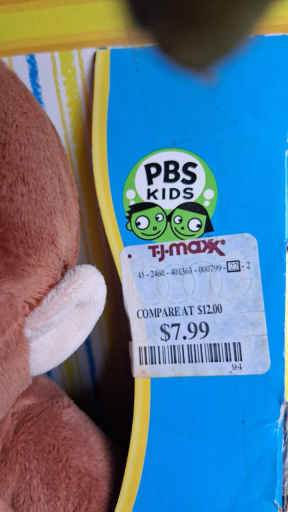 PBS
KIDS
T·J·maxx
COMPARE AT $12.00
$7.99